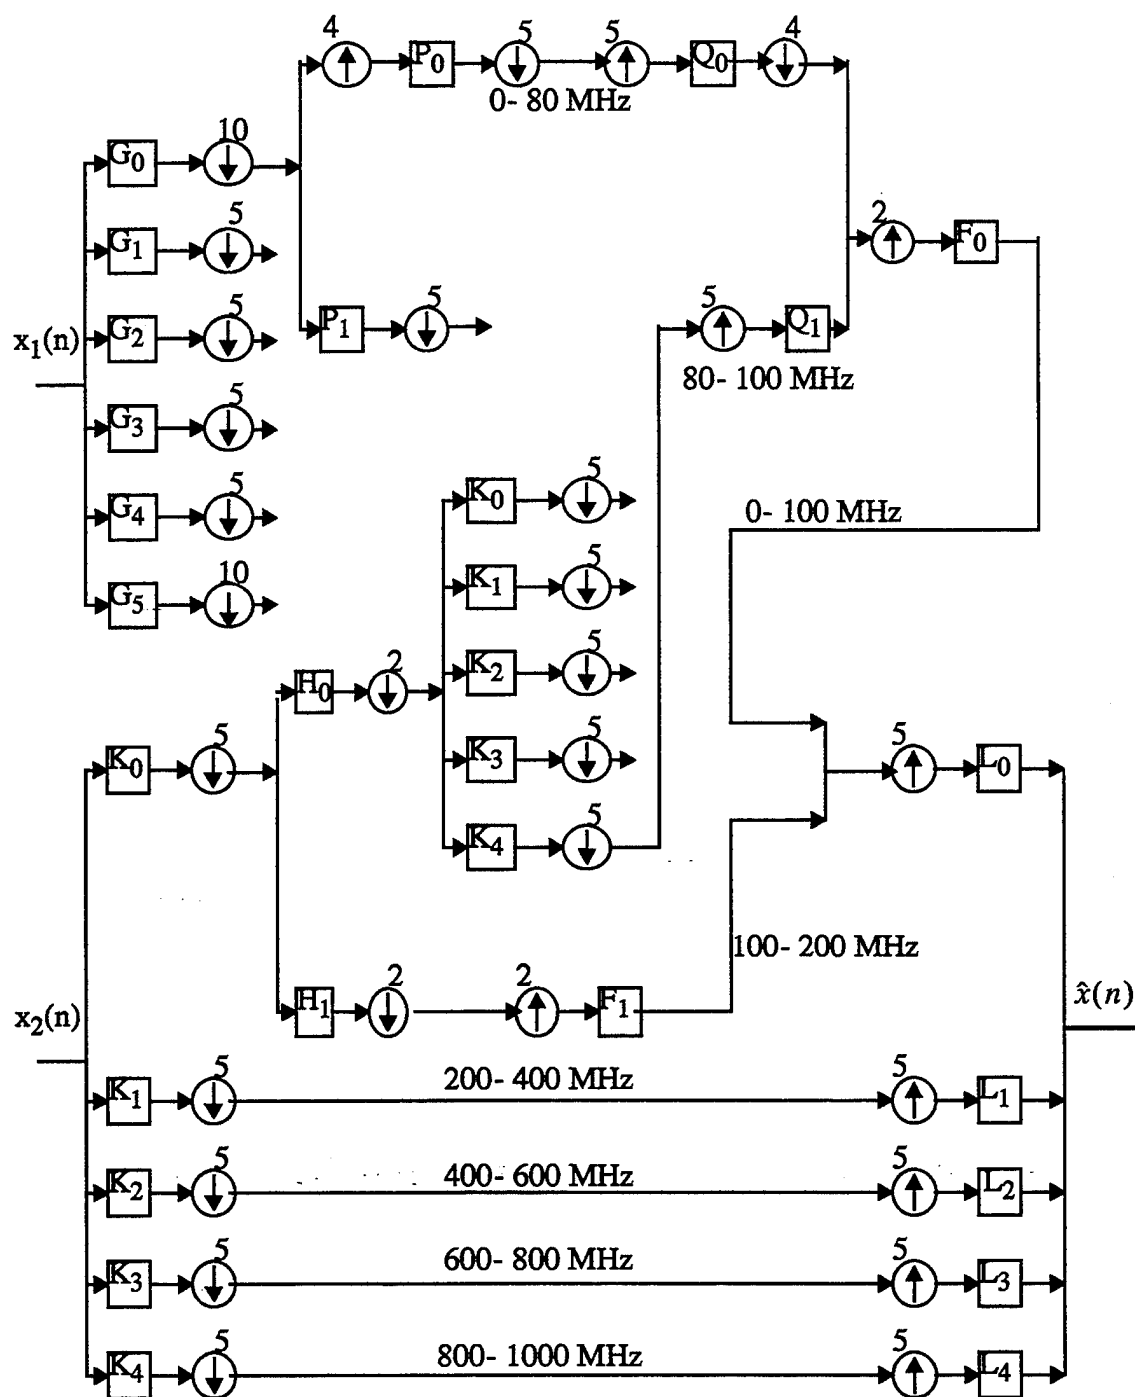 4
P0
5
5
Q0
4
0- 80 MHz
G0
10
G1
5
2
F0
G2
5
x1(n)
P1
5
5
Q1
80- 100 MHz
G3
5
G4
5
K0
5
0- 100 MHz
G5
10
K1
5
K2
5
H0
2
K0
5
K3
5
5
L0
K4
5
100- 200 MHz
x2(n)
H1
2
2
F1
x̂(n)
K1
5
200- 400 MHz
5
L1
K2
5
400- 600 MHz
5
L2
K3
5
600- 800 MHz
5
L3
K4
5
800- 1000 MHz
5
L4